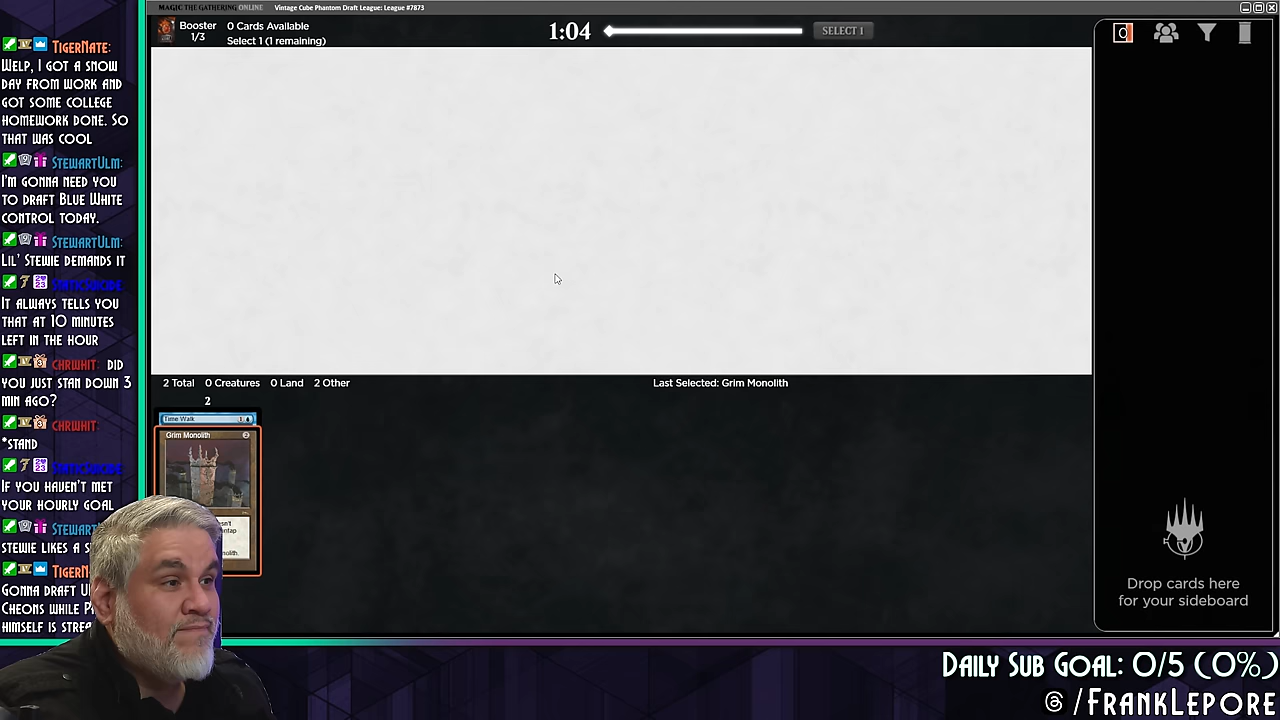 MAGIC THE GATHERING ONLINE
Vintage Cube Phantom Draft League: League #7873
Booster
1/3
0 Cards Available
Select 1 (1 remaining)
1:04
SELECT 1
TigerNate:
Welp, I got a snow
day from work and
got some college
homework done. So
that was cool
StewartUlm:
I'm gonna need you
to draft Blue White
control today.
StewartUlm:
Lil' Stewie demands it
StaticSuicide
It always tells you
that at 10 minutes
left in the hour
chrwhit: did
you just stan down 3
min ago?
chrwhit:
*stand
StaticSuicide
If you haven't met
your hourly goal
Stewart
Stewie likes a s
TigerN
Gonna draft U
Cheons while P
himself is strea
2 Total
0 Creatures
0 Land
2 Other
Last Selected: Grim Monolith
2
Time Walk
1
Grim Monolith
2
Drop cards here
for your sideboard
Daily Sub Goal: 0/5 (0%)
/FrankLepore